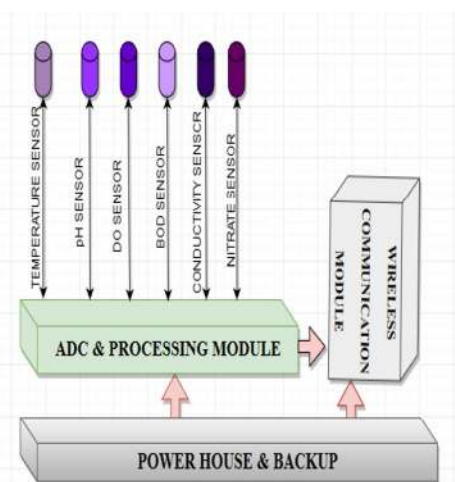 TEMPERATURE SENSOR
pH SENSOR
DO SENSOR
BOD SENSOR
CONDUCTIVITY SENSCR
NITRATE SENSOR
WIRELESS
COMMUNICATION
MODULE
ADC & PROCESSING MODULE
POWER HOUSE & BACKUP